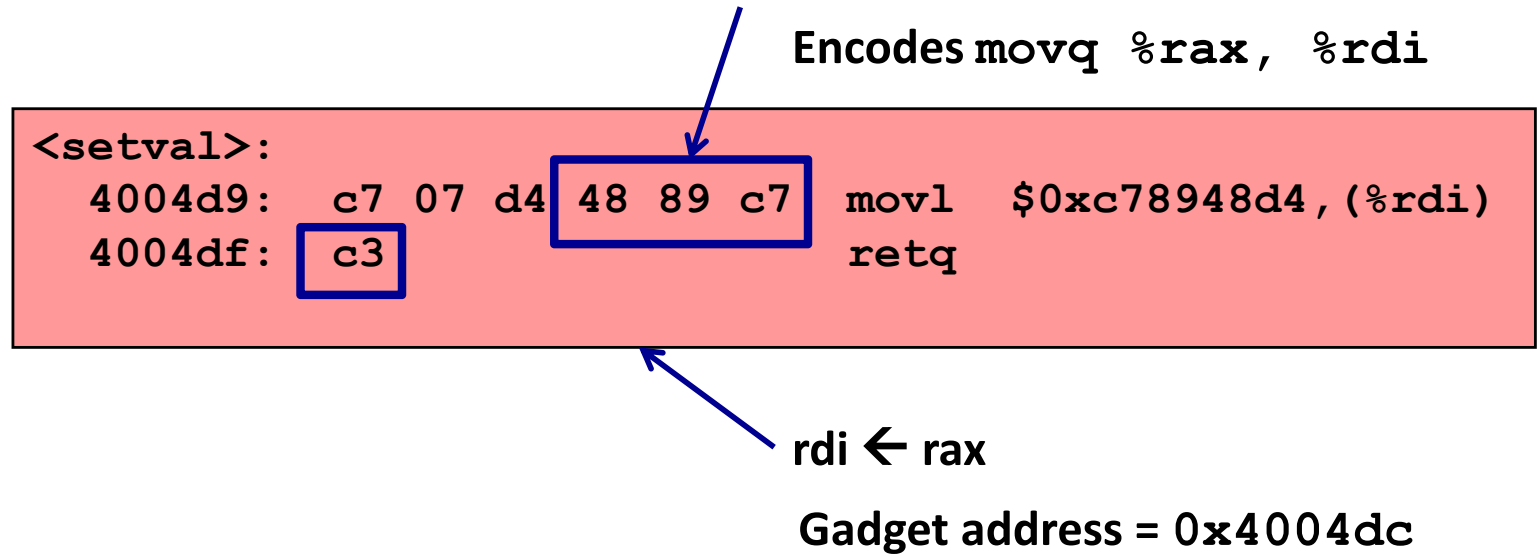 Encodes movq %rax, %rdi
<setval>:
4004d9: c7 07 d4 48 89 c7 movl $0xc78948d4,(%rdi)
4004df: c3 retq
rdi ← rax
Gadget address = 0x4004dc